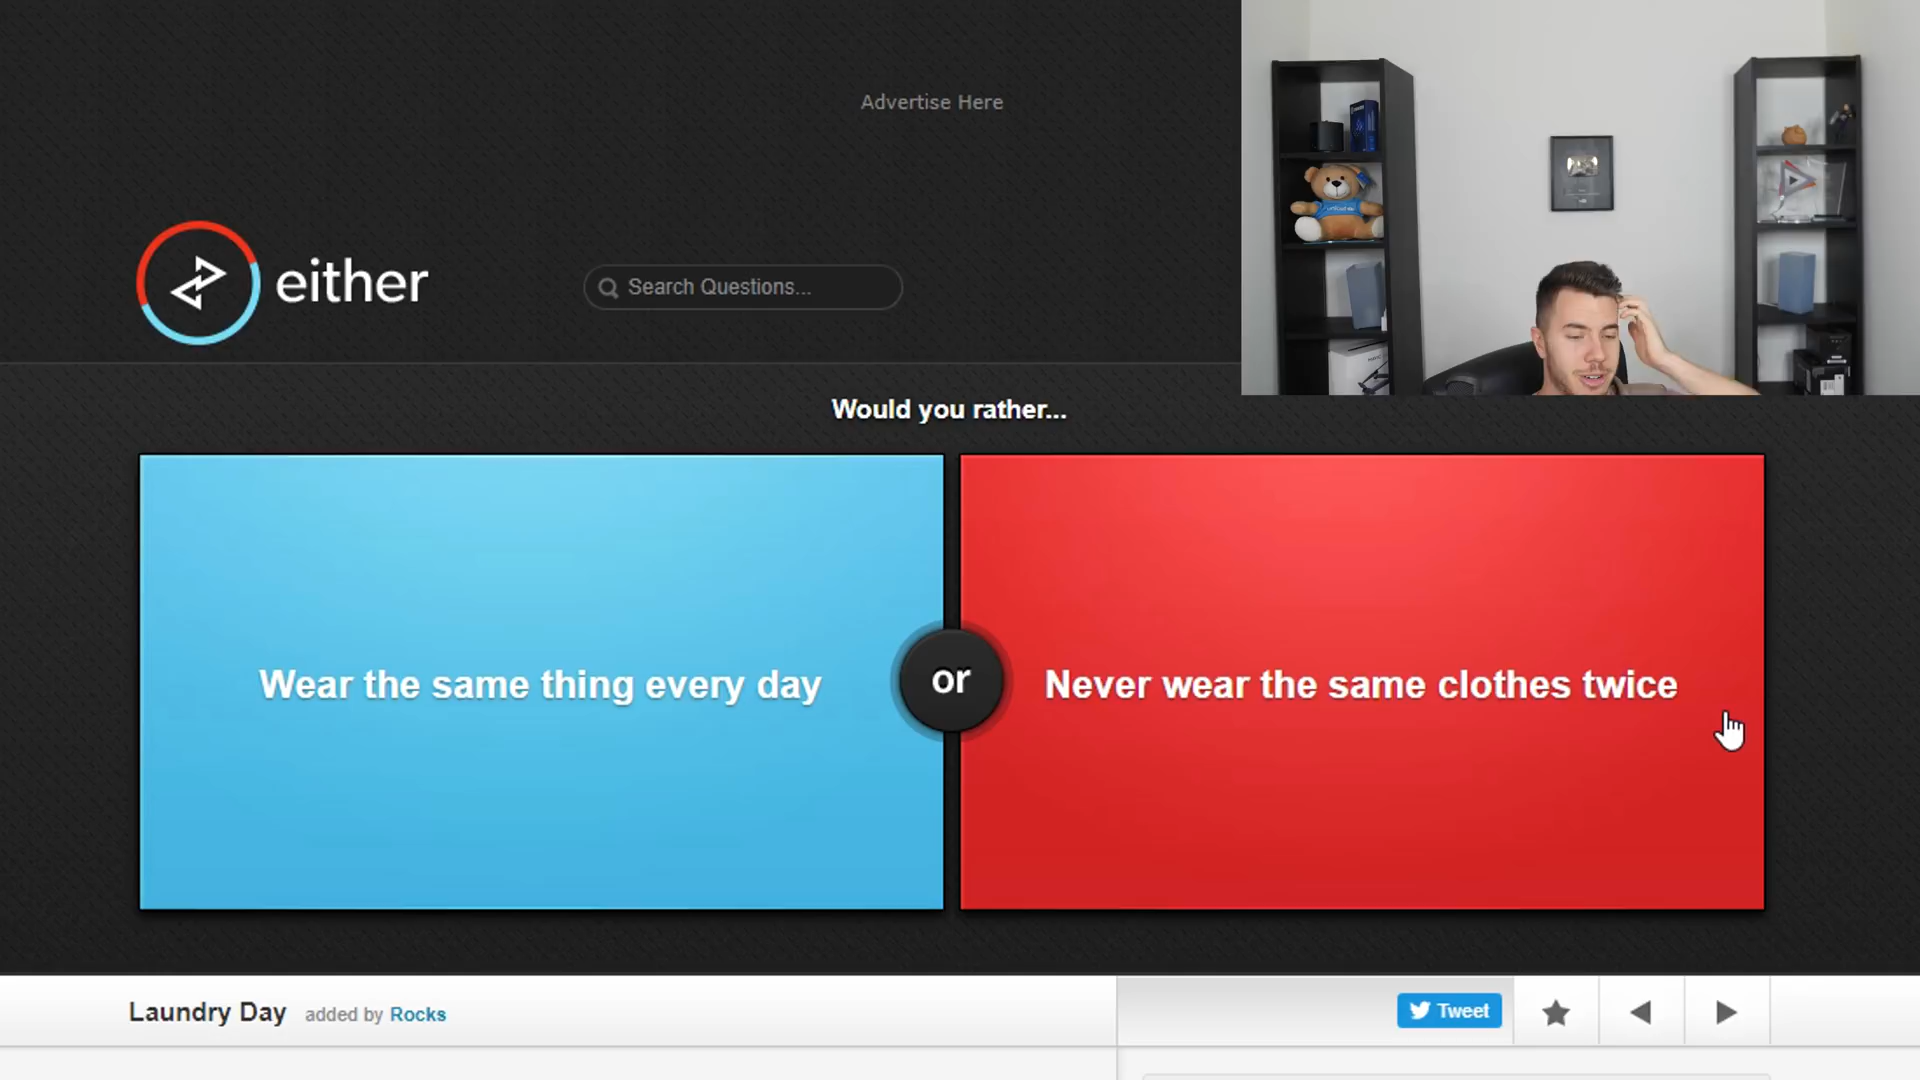 Advertise Here
either
Search Questions...
Would you rather...
Wear the same thing every day
or
Never wear the same clothes twice
Laundry Day added by Rocks
Tweet